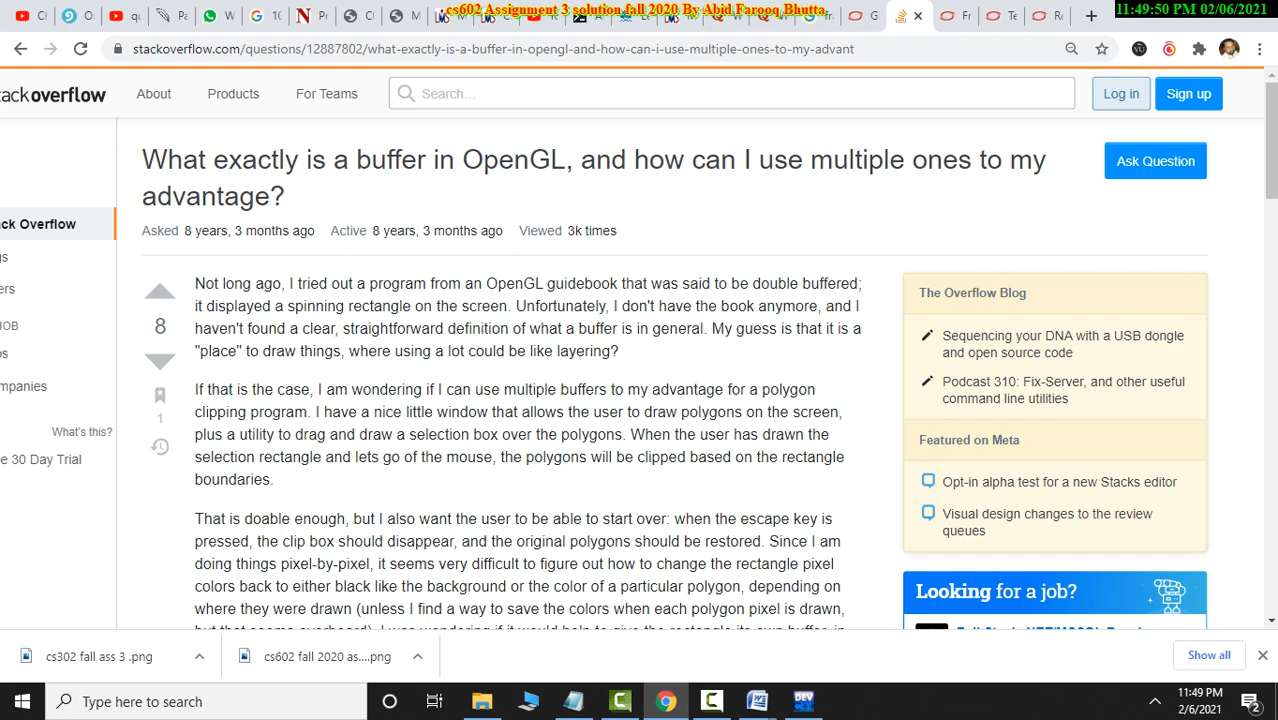 cs602 Assignment 3 solution fall 2020 By Abid Farooq Bhutta
11:49:50 PM 02/06/2021
stackoverflow.com/questions/12887802/what-exactly-is-a-buffer-in-opengl-and-how-can-i-use-multiple-ones-to-my-advant
ckoverflow
About
Products
For Teams
Search...
Log in
Sign up
What exactly is a buffer in OpenGL, and how can I use multiple ones to my
advantage?
Ask Question
Asked 8 years, 3 months ago Active 8 years, 3 months ago Viewed 3k times
ck Overflow
gs
ers
JOB
os
mpanies
What's this?
e 30 Day Trial
8
1
Not long ago, I tried out a program from an OpenGL guidebook that was said to be double buffered;
it displayed a spinning rectangle on the screen. Unfortunately, I don't have the book anymore, and I
haven't found a clear, straightforward definition of what a buffer is in general. My guess is that it is a
"place" to draw things, where using a lot could be like layering?
If that is the case, I am wondering if I can use multiple buffers to my advantage for a polygon
clipping program. I have a nice little window that allows the user to draw polygons on the screen,
plus a utility to drag and draw a selection box over the polygons. When the user has drawn the
selection rectangle and lets go of the mouse, the polygons will be clipped based on the rectangle
boundaries.
That is doable enough, but I also want the user to be able to start over: when the escape key is
pressed, the clip box should disappear, and the original polygons should be restored. Since I am
doing things pixel-by-pixel, it seems very difficult to figure out how to change the rectangle pixel
colors back to either black like the background or the color of a particular polygon, depending on
where they were drawn (unless I find a way to save the colors when each polygon pixel is drawn,
The Overflow Blog
Sequencing your DNA with a USB dongle
and open source code
Podcast 310: Fix-Server, and other useful
command line utilities
Featured on Meta
Opt-in alpha test for a new Stacks editor
Visual design changes to the review
queues
Looking for a job?
cs302 fall ass 3 .png
cs602 fall 2020 as....png
Show all
Type here to search
11:49 PM
2/6/2021
2